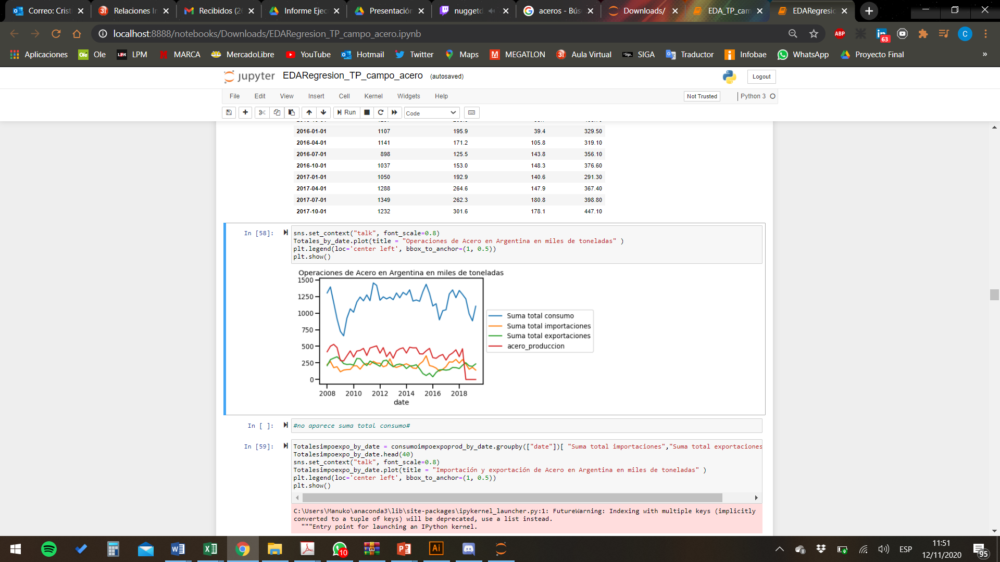 Correo: Crist
Relaciones In
Recibidos (20
Informe Ejec
Presentación
nuggetd
aceros - Bús
Downloads/
EDA_TP_cam
EDARegresio
localhost:8888/notebooks/Downloads/EDARegresion_TP_campo_acero.ipynb
ABP
63
C
Aplicaciones
Ole
LPM
MARCA
MercadoLibre
YouTube
Hotmail
Twitter
Maps
MEGATLON
Aula Virtual
SIGA
Traductor
Infobae
WhatsApp
Proyecto Final
»
jupyter EDARegresion_TP_campo_acero (autosaved)
Logout
File Edit View Insert Cell Kernel Widgets Help
Not Trusted
Python 3
Run
Code
2016-01-01 1107 195.9 39.4 329.50
2016-04-01 1141 171.2 105.8 319.10
2016-07-01 898 125.5 143.8 356.10
2016-10-01 1037 153.0 148.3 376.60
2017-01-01 1050 192.9 140.6 291.30
2017-04-01 1288 264.6 147.9 367.40
2017-07-01 1349 262.3 180.8 398.80
2017-10-01 1232 301.6 178.1 447.10
In [58]:
sns.set_context("talk", font_scale=0.8)
Totales_by_date.plot(title = "Operaciones de Acero en Argentina en miles de toneladas" )
plt.legend(loc='center left', bbox_to_anchor=(1, 0.5))
plt.show()
Operaciones de Acero en Argentina en miles de toneladas
1500
1250
1000
750
500
250
0
2008 2010 2012 2014 2016 2018
date
Suma total consumo
Suma total importaciones
Suma total exportaciones
acero_produccion
In [ ]:
#no aparece suma total consumo#
In [59]:
Totalesimpoexpo_by_date = consumoimpoexpoprod_by_date.groupby(["date"])[ "Suma total importaciones","Suma total exportaciones
Totalesimpoexpo_by_date.head(40)
sns.set_context("talk", font_scale=0.8)
Totalesimpoexpo_by_date.plot(title = "Importación y exportación de Acero en Argentina en miles de toneladas" )
plt.legend(loc='center left', bbox_to_anchor=(1, 0.5))
plt.show()
C:\Users\Manuko\anaconda3\lib\site-packages\ipykernel_launcher.py:1: FutureWarning: Indexing with multiple keys (implicitly
converted to a tuple of keys) will be deprecated, use a list instead.
"""Entry point for launching an IPython kernel.
10
Ai
ESP
11:51
12/11/2020
95